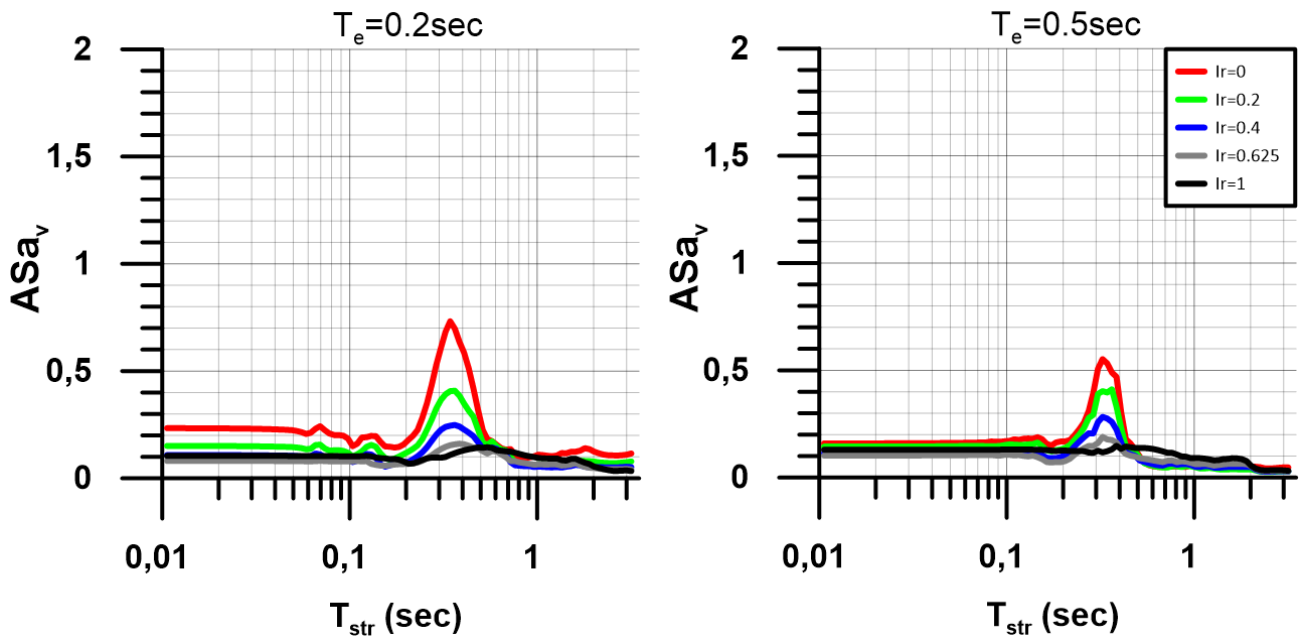 T_e=0.2sec
2
1,5
1
0,5
0
ASa_v
0,01
0,1
1
T_str (sec)
T_e=0.5sec
2
1,5
1
0,5
0
ASa_v
0,01
0,1
1
T_str (sec)
Ir=0
Ir=0.2
Ir=0.4
Ir=0.625
Ir=1